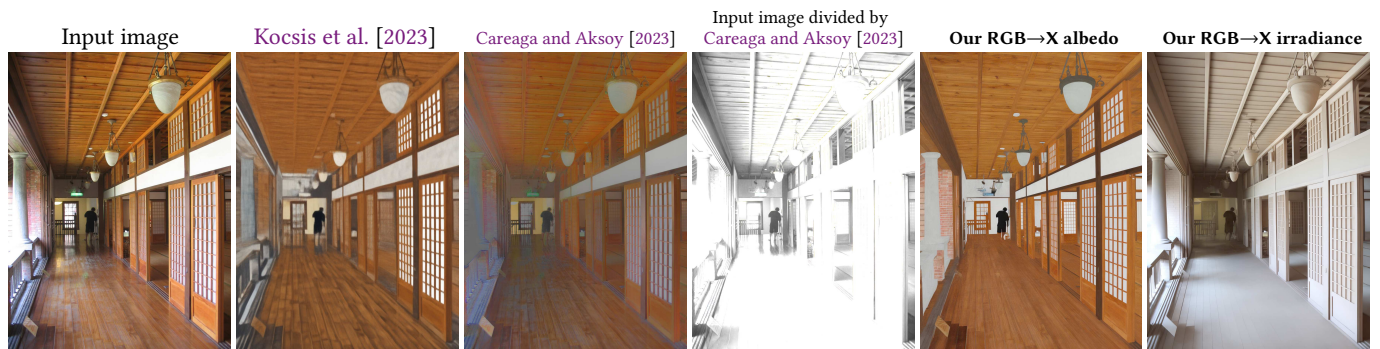 Input image
Kocsis et al. [2023]
Careaga and Aksoy [2023]
Input image divided by
Careaga and Aksoy [2023]
Our RGB→X albedo
Our RGB→X irradiance